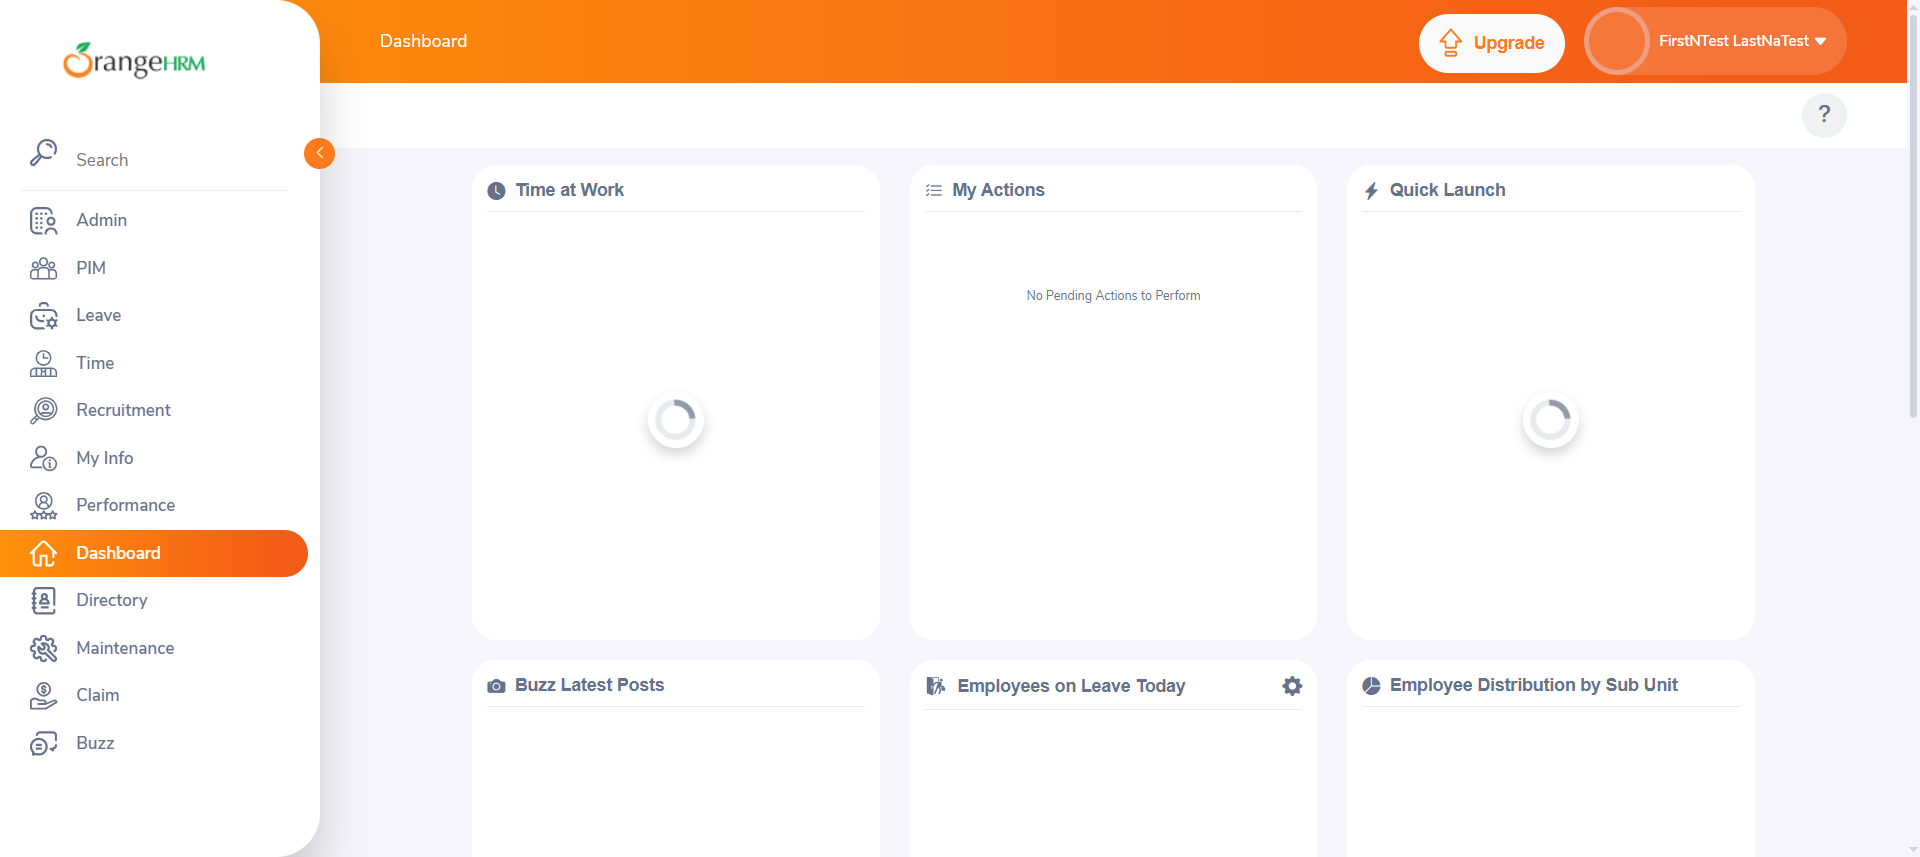 OrangeHRM
Dashboard
Upgrade
FirstNTest LastNaTest
?
Search
Admin
PIM
Leave
Time
Recruitment
My Info
Performance
Dashboard
Directory
Maintenance
Claim
Buzz
Time at Work
My Actions
No Pending Actions to Perform
Quick Launch
Buzz Latest Posts
Employees on Leave Today
Employee Distribution by Sub Unit